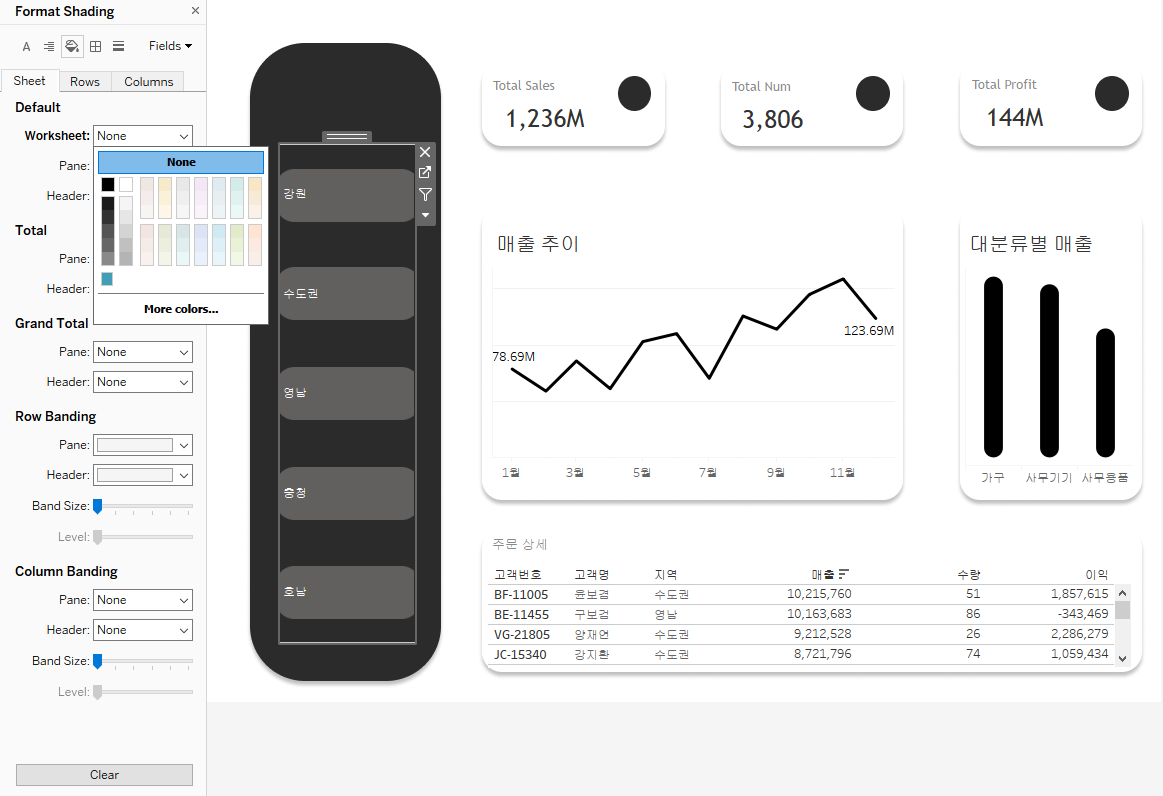 Format Shading
A
Fields
Sheet Rows Columns
Default
Worksheet: None
None
More colors...
Pane:
Header:
Total
Pane:
Header:
Grand Total
Pane: None
Header: None
Row Banding
Pane:
Header:
Band Size:
Level:
Column Banding
Pane: None
Header: None
Band Size:
Level:
Clear
강원
수도권
영남
충청
호남
Total Sales
1,236M
Total Num
3,806
Total Profit
144M
매출 추이
78.69M
123.69M
1월 3월 5월 7월 9월 11월
대분류별 매출
가구 사무기기 사무용품
주문 상세
고객번호 고객명 지역 매출 수량 이익
BF-11005 윤보겸 수도권 10,215,760 51 1,857,615
BE-11455 구보검 영남 10,163,683 86 -343,469
VG-21805 양재연 수도권 9,212,528 26 2,286,279
JC-15340 강지환 수도권 8,721,796 74 1,059,434